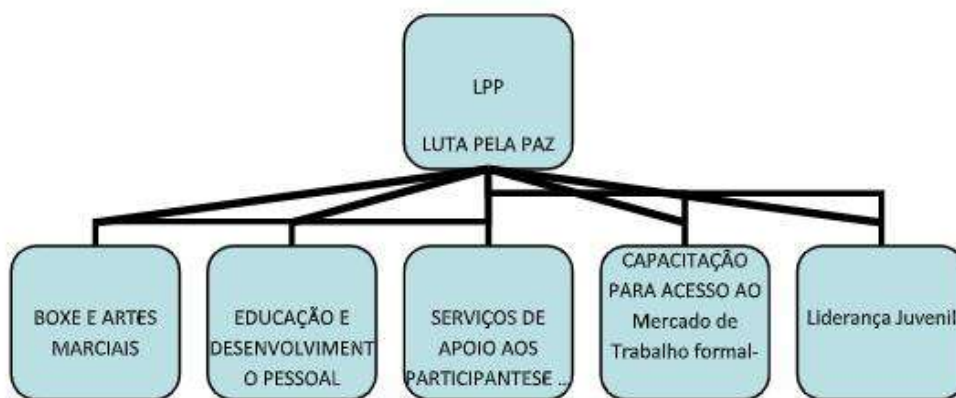 LPP
LUTA PELA PAZ
BOXE E ARTES
MARCIAIS
EDUCAÇÃO E
DESENVOLVIMENT
O PESSOAL
SERVIÇOS DE
APOIO AOS
PARTICIPANTESE ...
CAPACITAÇÃO
PARA ACESSO AO
Mercado de
Trabalho formal-
Liderança Juvenil